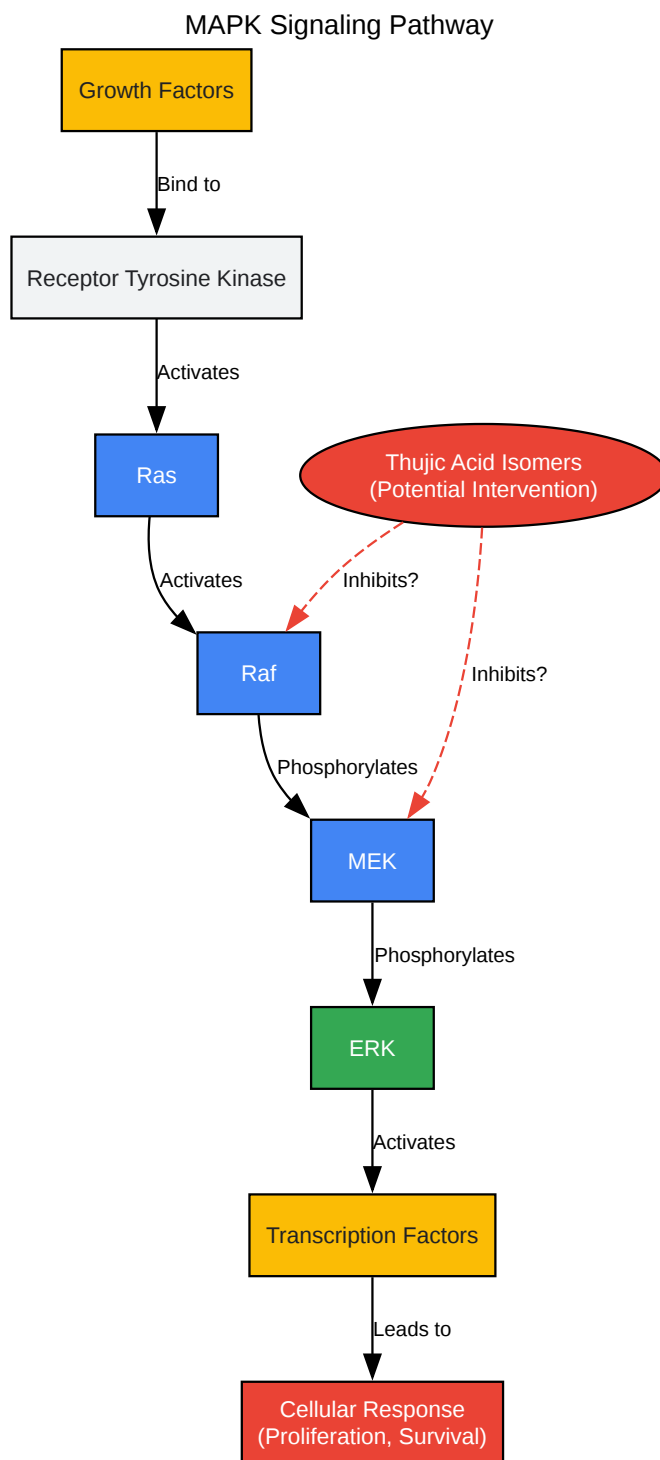 MAPK Signaling Pathway
Growth Factors
Bind to
Receptor Tyrosine Kinase
Activates
Ras
Thujic Acid Isomers
(Potential Intervention)
Activates
Inhibits?
Raf
Inhibits?
Phosphorylates
MEK
Phosphorylates
ERK
Activates
Transcription Factors
Leads to
Cellular Response
(Proliferation, Survival)